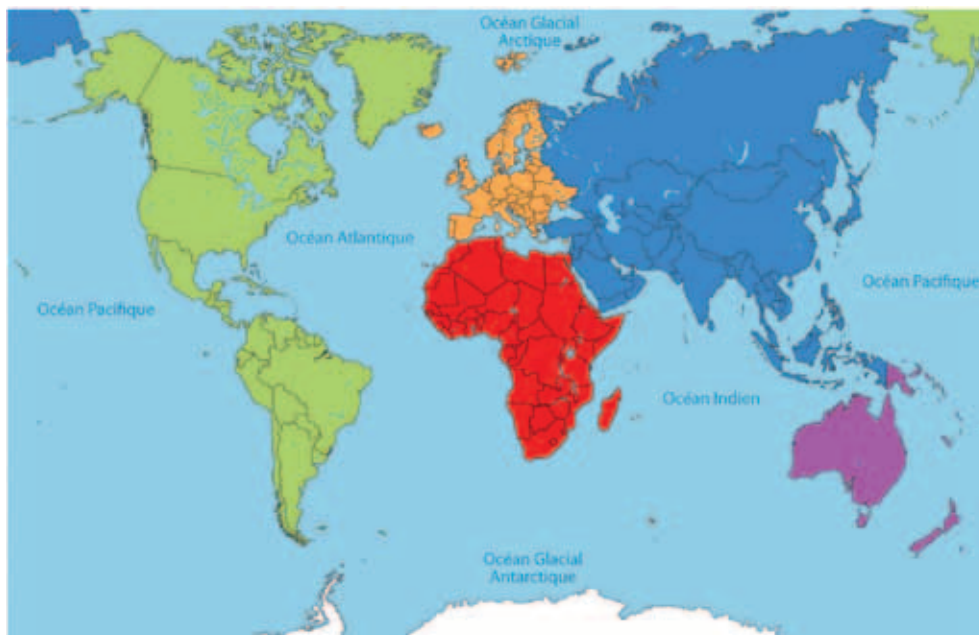 Océan Glacial
Arctique
Océan Atlantique
Océan Pacifique
Océan Pacifique
Océan Indien
Océan Glacial
Antarctique